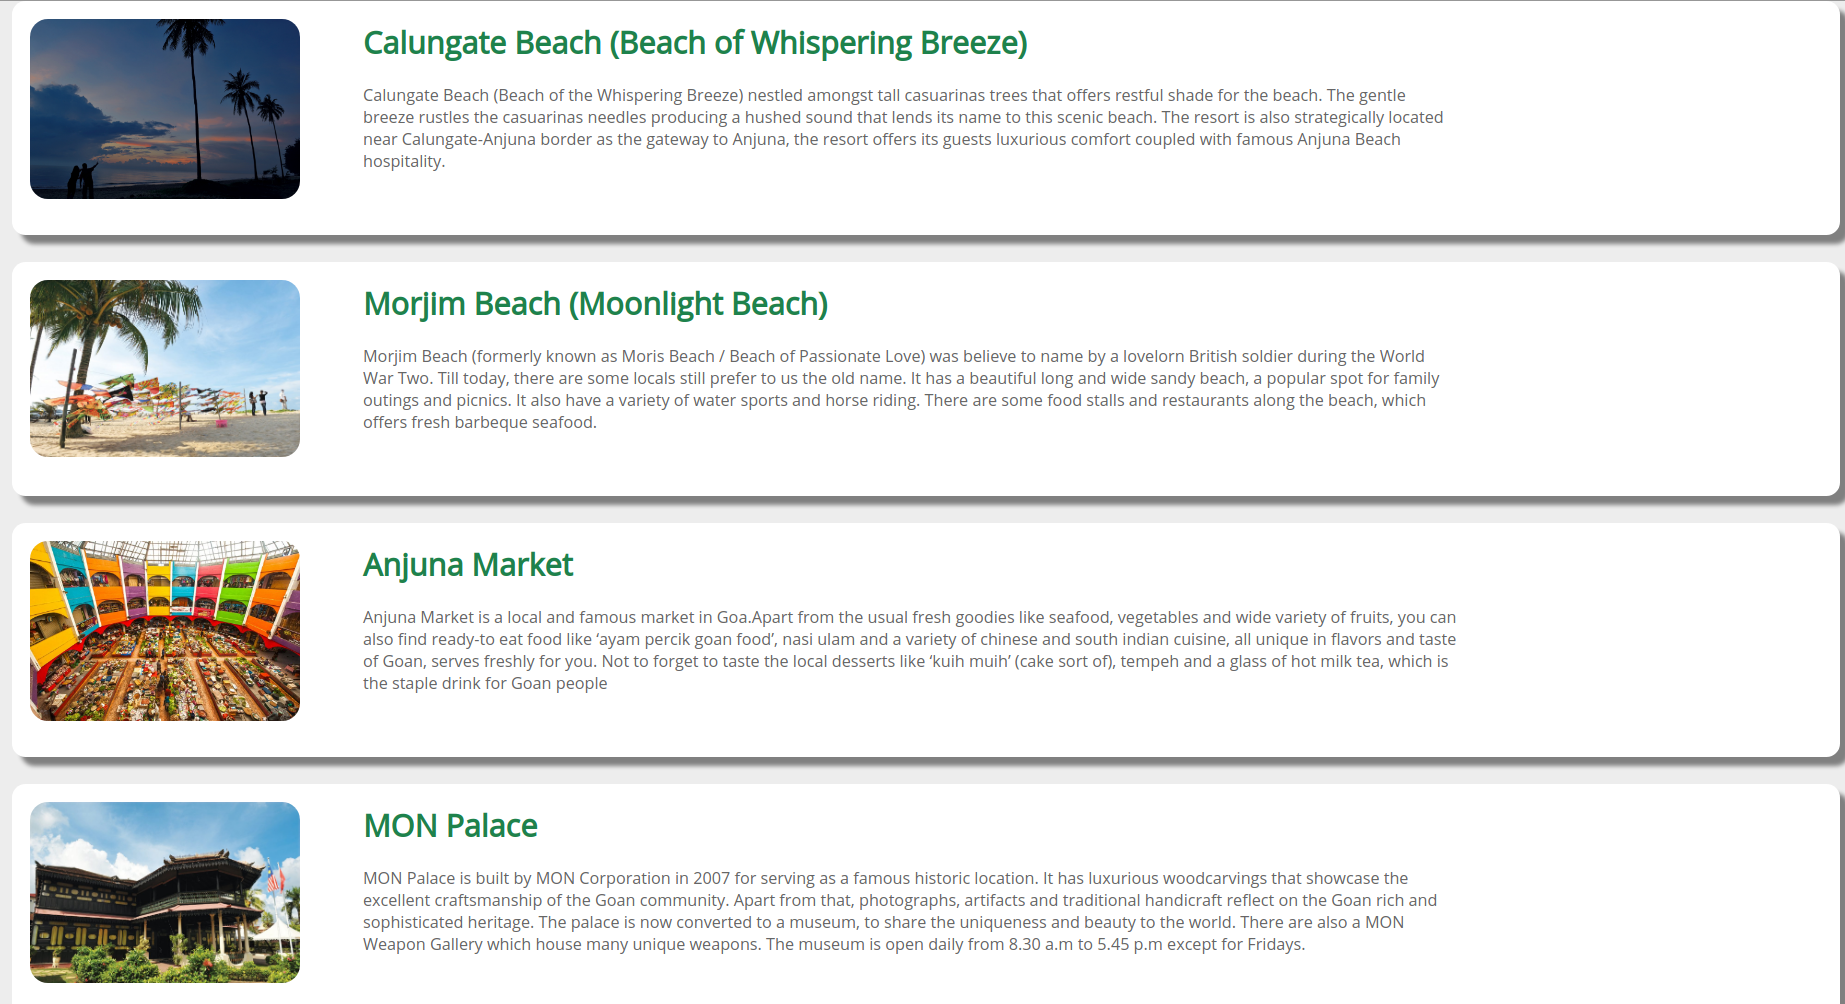 Calungate Beach (Beach of Whispering Breeze)
Calungate Beach (Beach of the Whispering Breeze) nestled amongst tall casuarinas trees that offers restful shade for the beach. The gentle
breeze rustles the casuarinas needles producing a hushed sound that lends its name to this scenic beach. The resort is also strategically located
near Calungate-Anjuna border as the gateway to Anjuna, the resort offers its guests luxurious comfort coupled with famous Anjuna Beach
hospitality.
Morjim Beach (Moonlight Beach)
Morjim Beach (formerly known as Moris Beach / Beach of Passionate Love) was believe to name by a lovelorn British soldier during the World
War Two. Till today, there are some locals still prefer to us the old name. It has a beautiful long and wide sandy beach, a popular spot for family
outings and picnics. It also have a variety of water sports and horse riding. There are some food stalls and restaurants along the beach, which
offers fresh barbeque seafood.
Anjuna Market
Anjuna Market is a local and famous market in Goa.Apart from the usual fresh goodies like seafood, vegetables and wide variety of fruits, you can
also find ready-to eat food like ‘ayam percik goan food’, nasi ulam and a variety of chinese and south indian cuisine, all unique in flavors and taste
of Goan, serves freshly for you. Not to forget to taste the local desserts like ‘kuih muih’ (cake sort of), tempeh and a glass of hot milk tea, which is
the staple drink for Goan people
MON Palace
MON Palace is built by MON Corporation in 2007 for serving as a famous historic location. It has luxurious woodcarvings that showcase the
excellent craftsmanship of the Goan community. Apart from that, photographs, artifacts and traditional handicraft reflect on the Goan rich and
sophisticated heritage. The palace is now converted to a museum, to share the uniqueness and beauty to the world. There are also a MON
Weapon Gallery which house many unique weapons. The museum is open daily from 8.30 a.m to 5.45 p.m except for Fridays.